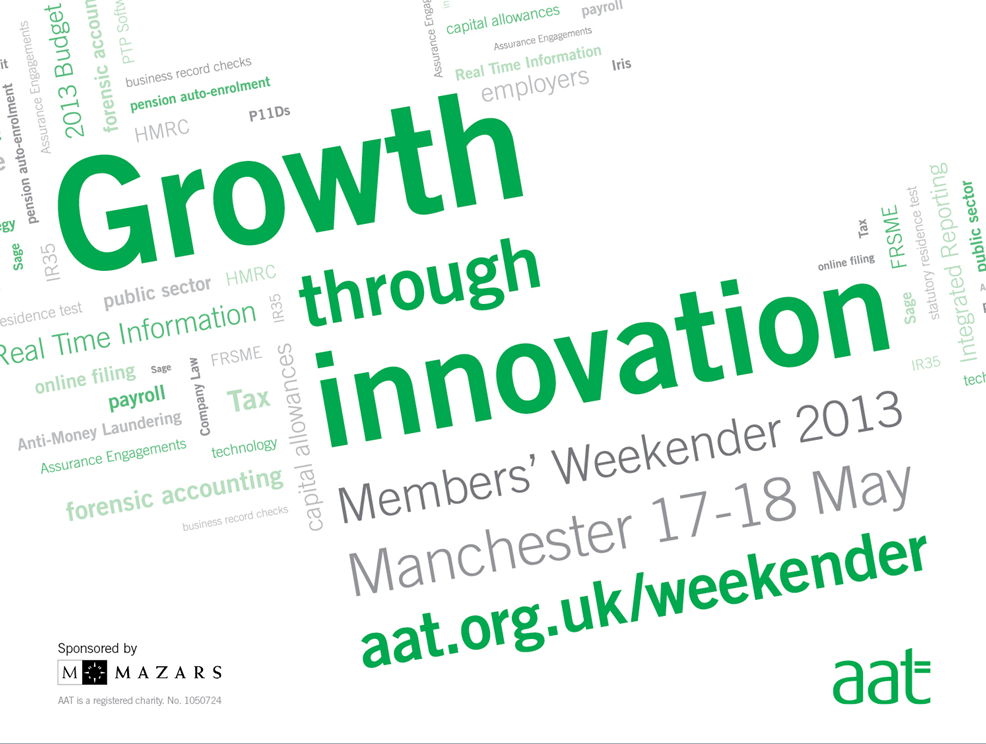 2013 Budget
forensic accoun
PTP Softw
Assurance Engagements
pension auto-enrolment
business record checks
pension auto-enrolment
HMRC
P11Ds
Assurance Engag
capital allowances
payroll
Assurance Engagements
Real Time Information
Iris
employers
Growth
through
innovation
Sage
IR35
esidence test
public sector
HMRC
IR35
Real Time Information
online filing
Sage
Company Law
FRSME
payroll
Tax
Anti-Money Laundering
Assurance Engagements
technology
forensic accounting
business record checks
capital allowances
Tax
online filing
FRSME
Sage
statutory residence test
Integrated Reporting
public sector
IR35
tech
Members’ Weekender 2013
Manchester 17-18 May
aat.org.uk/weekender
Sponsored by
M MAZARS
AAT is a registered charity. No. 1050724
aat